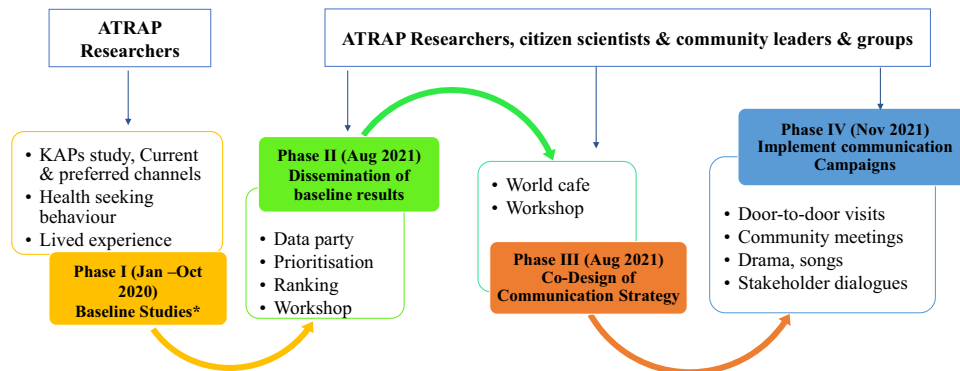 ATRAP
Researchers
ATRAP Researchers, citizen scientists & community leaders & groups
• KAPs study, Current
& preferred channels
• Health seeking
behaviour
• Lived experience
Phase I (Jan –Oct
2020)
Baseline Studies*
Phase II (Aug 2021)
Dissemination of
baseline results
• Data party
• Prioritisation
• Ranking
• Workshop
• World cafe
• Workshop
Phase III (Aug 2021)
Co-Design of
Communication Strategy
Phase IV (Nov 2021)
Implement communication
Campaigns
• Door-to-door visits
• Community meetings
• Drama, songs
• Stakeholder dialogues